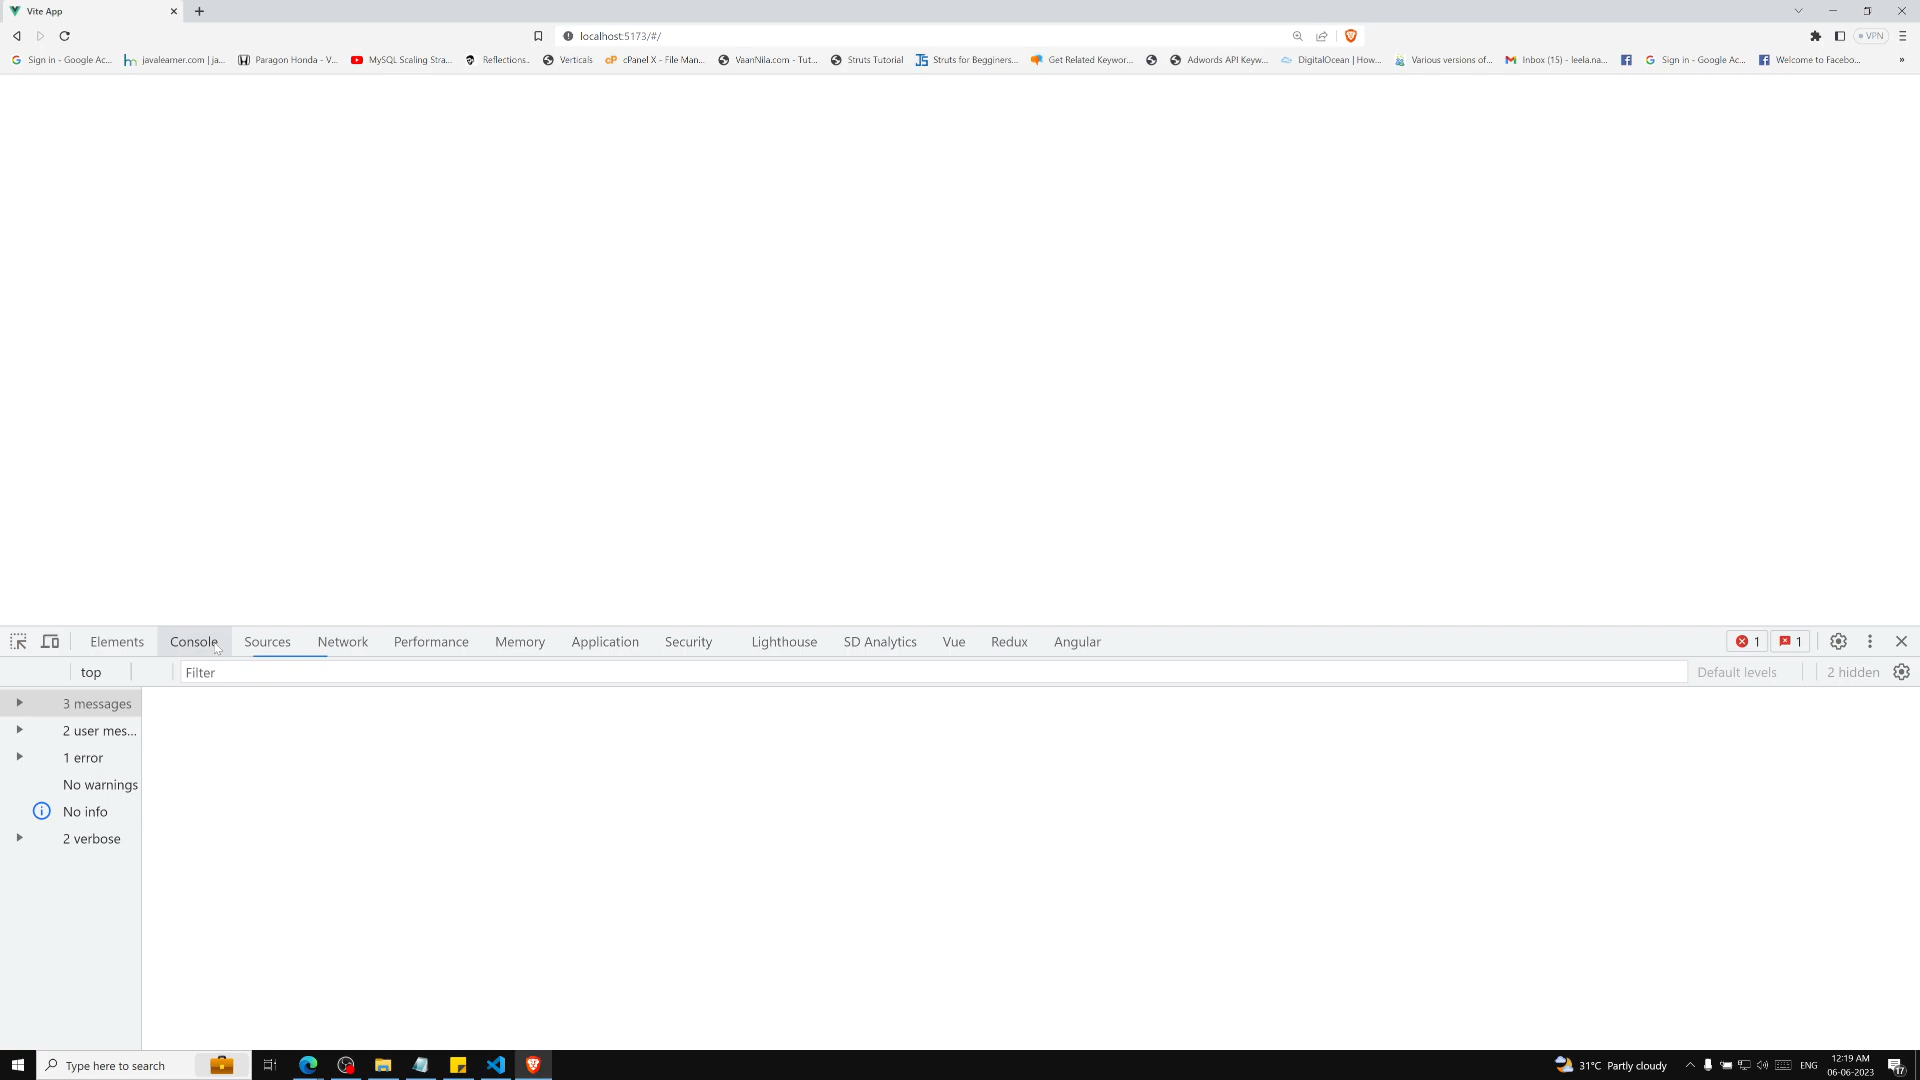 Vite App
localhost:5173/#/
VPN
Sign in - Google Ac... javalearner.com | ja... Paragon Honda - V... MySQL Scaling Stra... Reflections.. Verticals cPanel X - File Man... VaanNila.com - Tut... Struts Tutorial Struts for Begginers... Get Related Keywor... Adwords API Keyw... DigitalOcean | How... Various versions of... Inbox (15) - leela.na... Sign in - Google Ac... Welcome to Facebo... »
Elements Console Sources Network Performance Memory Application Security Lighthouse SD Analytics Vue Redux Angular 1 1
top Filter Default levels 2 hidden
3 messages
2 user mes...
1 error
No warnings
No info
2 verbose
Type here to search 31°C Partly cloudy ENG 12:19 AM
06-06-2023 17